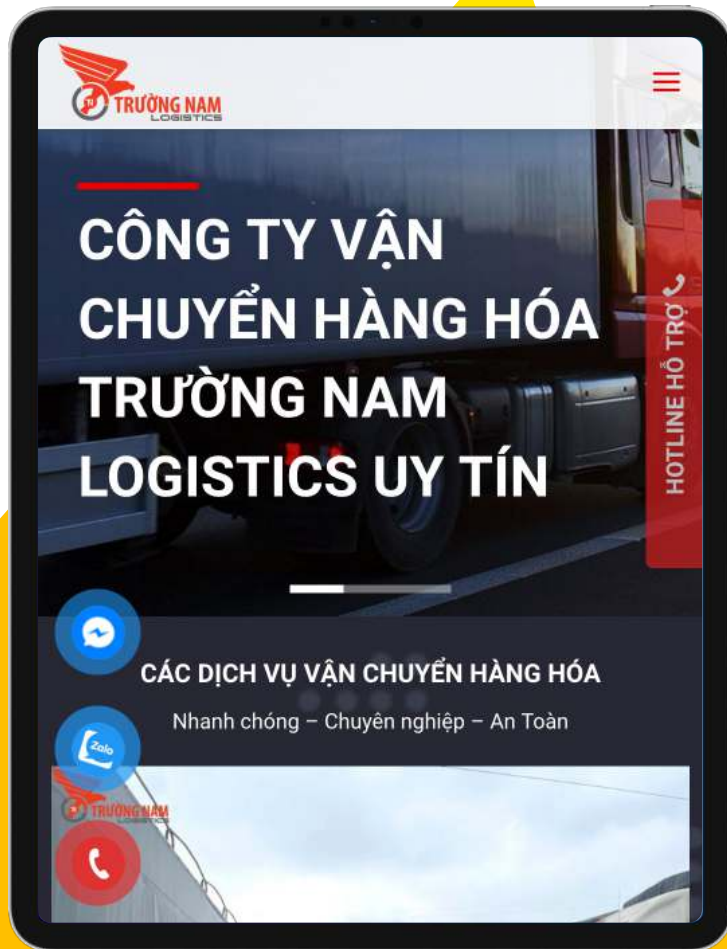 TRƯỜNG NAM
LOGISTICS
CÔNG TY VẬN
CHUYỂN HÀNG HÓA
TRƯỜNG NAM
LOGISTICS UY TÍN
HOTLINE HỖ TRỢ
CÁC DỊCH VỤ VẬN CHUYỂN HÀNG HÓA
Nhanh chóng – Chuyên nghiệp – An Toàn
Zalo
TRƯỜNG NAM
LOGISTICS